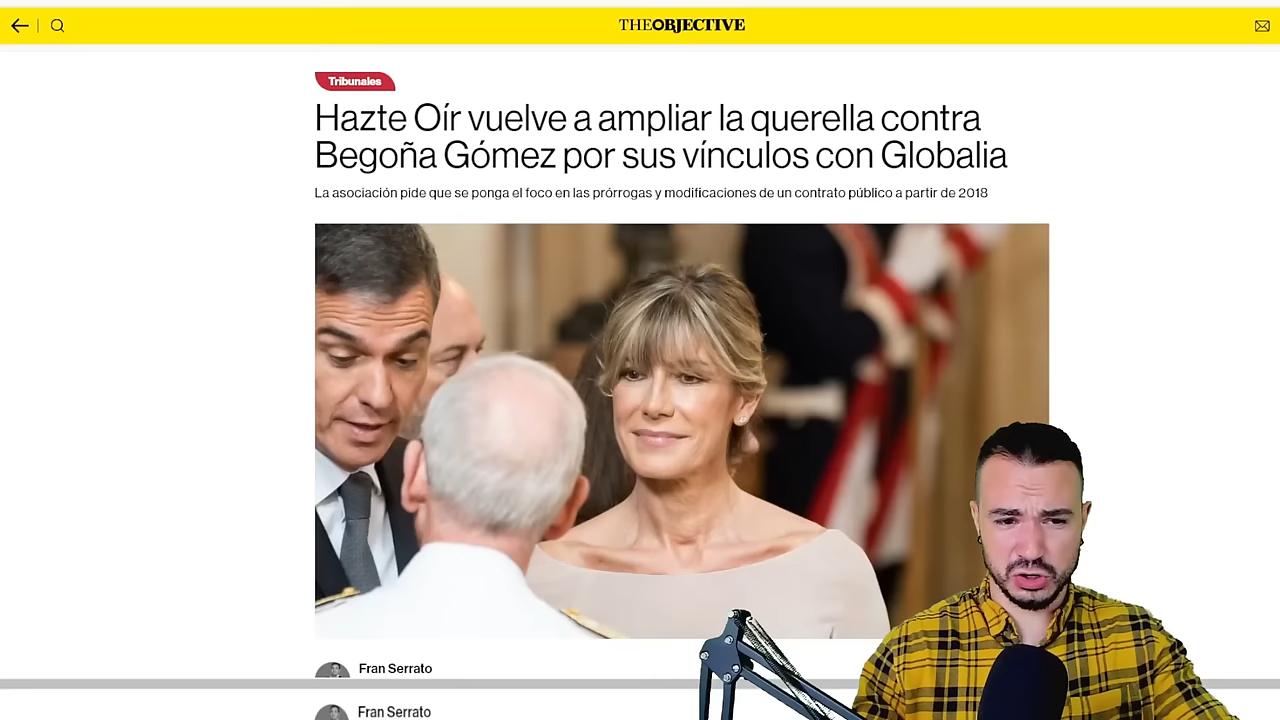 THEOBJECTIVE
Tribunales
Hazte Oír vuelve a ampliar la querella contra
Begoña Gómez por sus vínculos con Globalia
La asociación pide que se ponga el foco en las prórrogas y modificaciones de un contrato público a partir de 2018
Fran Serrato
Fran Serrato